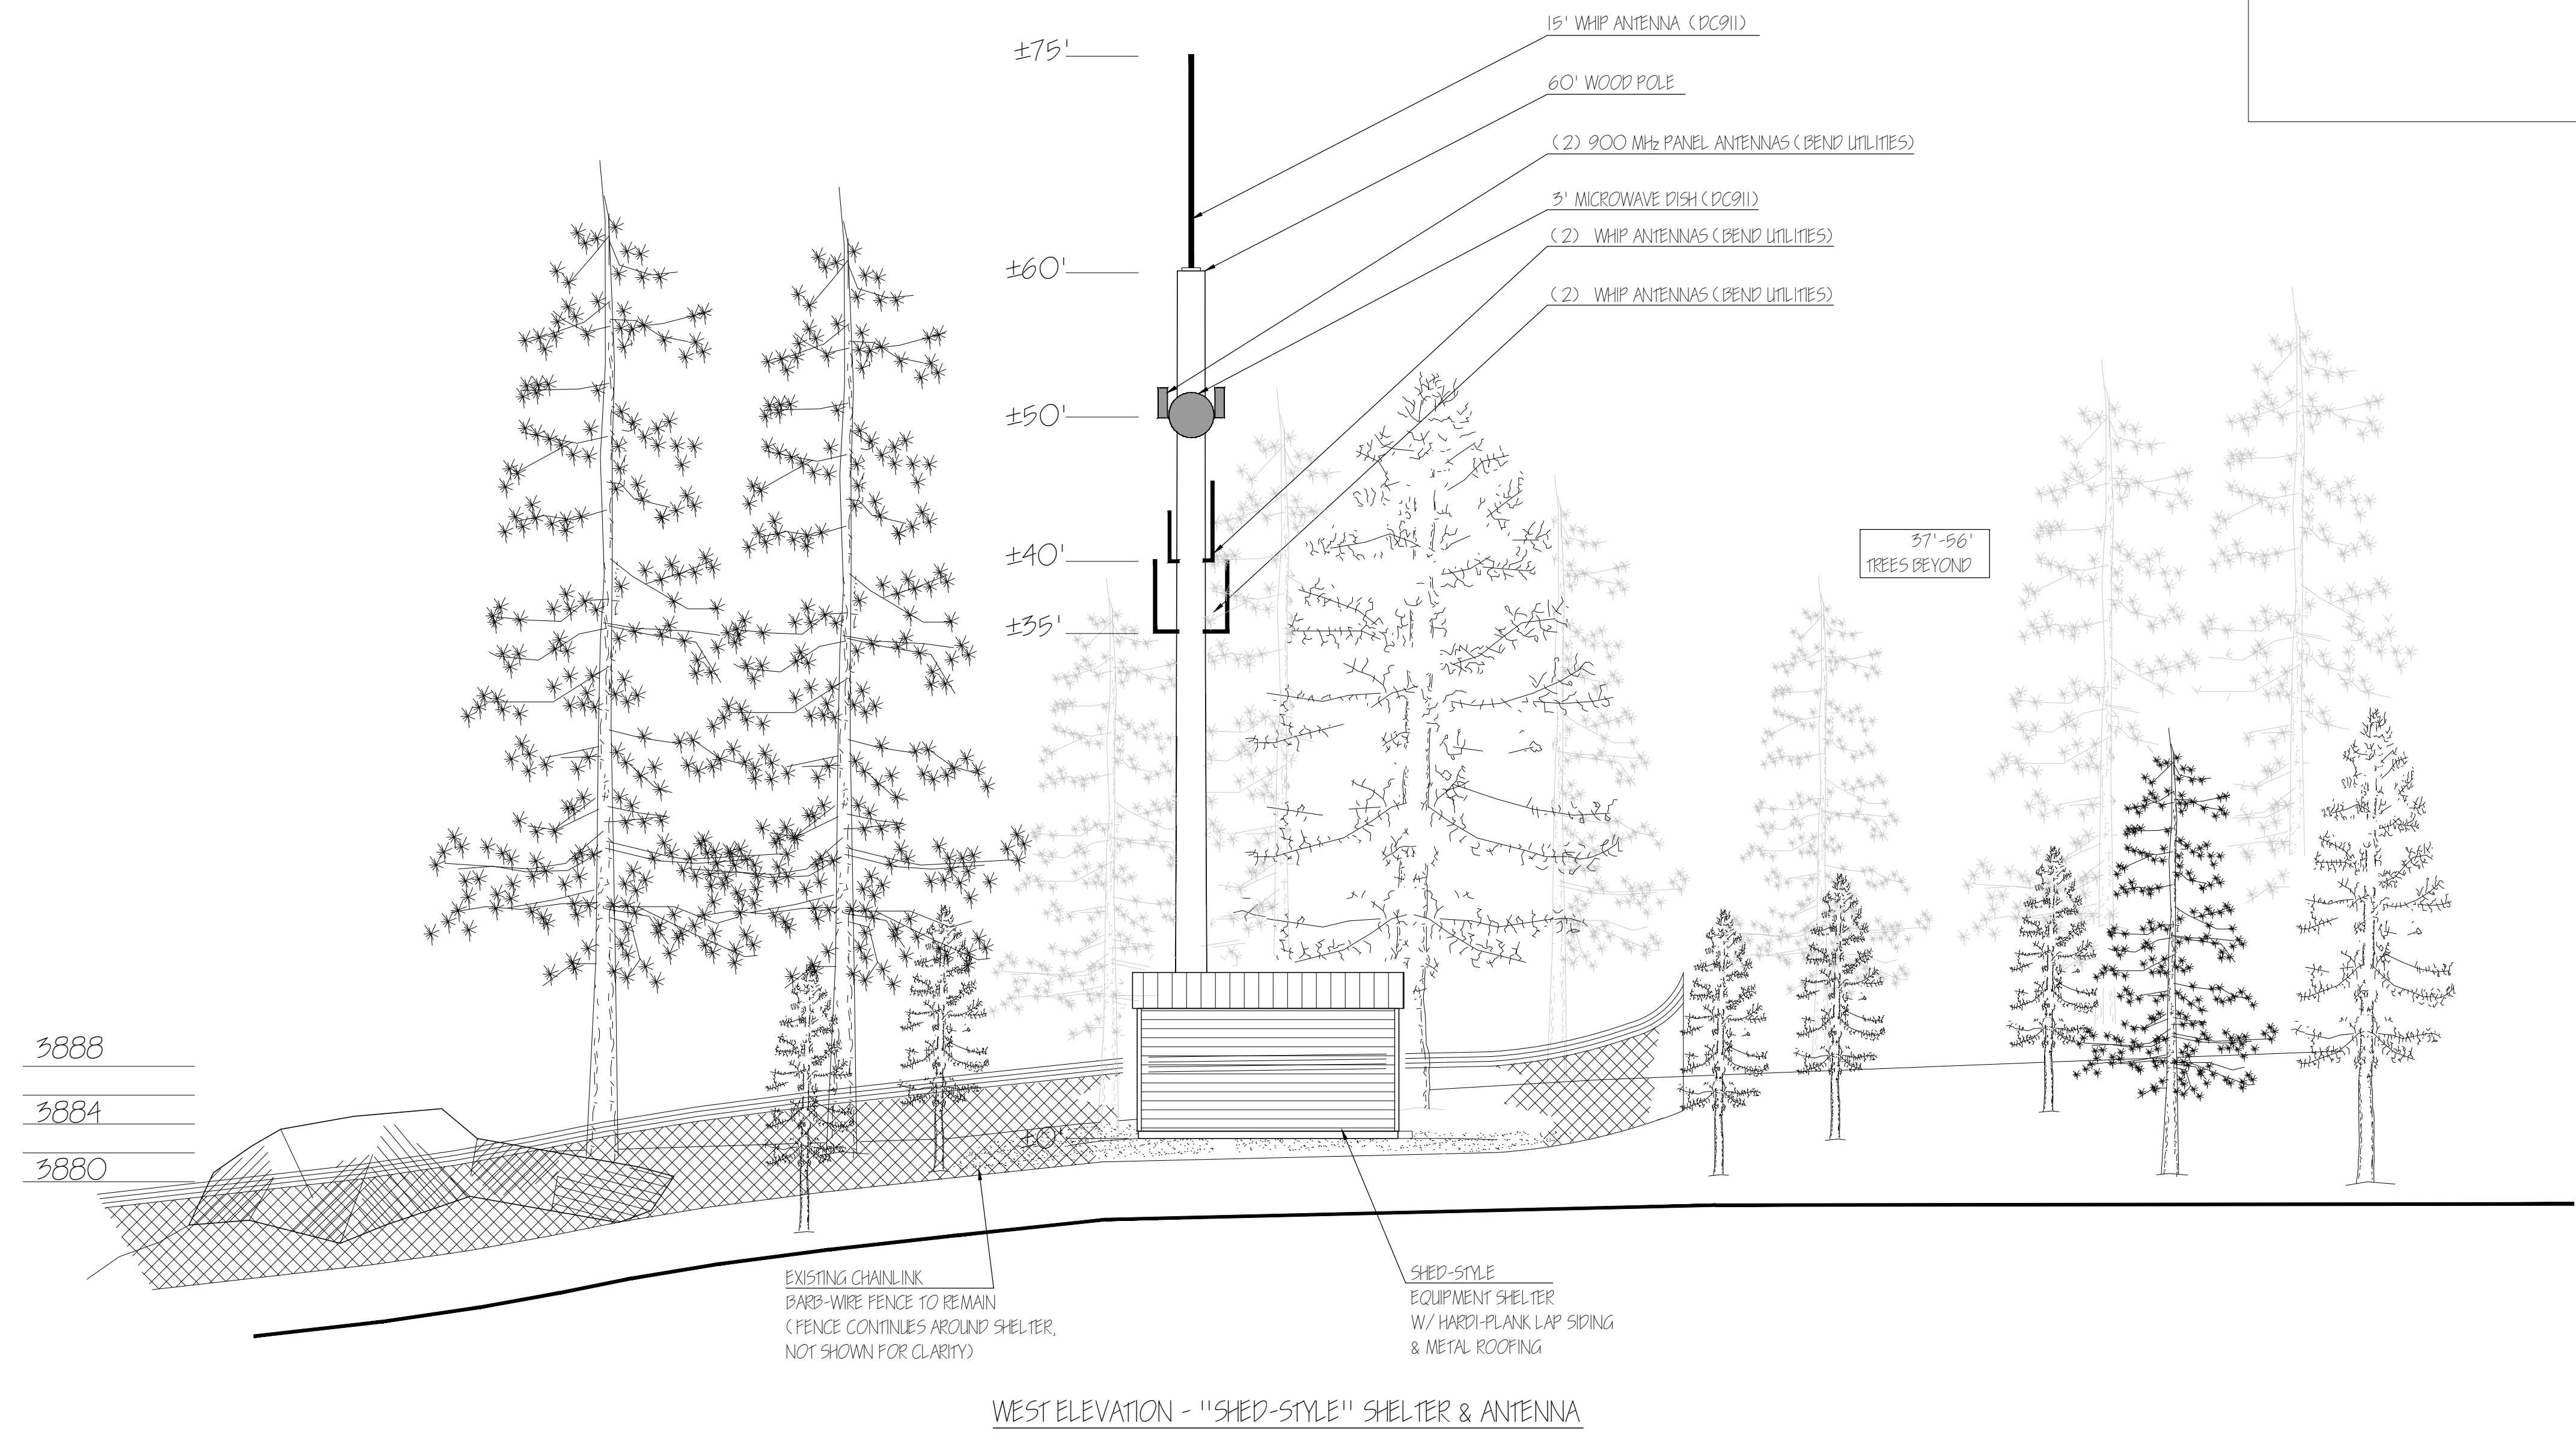 15' WHIP ANTENNA (DC911)
±75'
60' WOOD POLE
(2) 900 MHz PANEL ANTENNAS (BEND UTILITIES)
3' MICROWAVE DISH (DC911)
(2) WHIP ANTENNAS (BEND UTILITIES)
±60'
(2) WHIP ANTENNAS (BEND UTILITIES)
±50'
±40'
37'-56'
TREES BEYOND
±35'
3888
3884
±0'
3880
EXISTING CHAINLINK
BARB-WIRE FENCE TO REMAIN
(FENCE CONTINUES AROUND SHELTER,
NOT SHOWN FOR CLARITY)
SHED-STYLE
EQUIPMENT SHELTER
W/ HARDI-PLANK LAP SIDING
& METAL ROOFING
WEST ELEVATION - "SHED-STYLE" SHELTER & ANTENNA